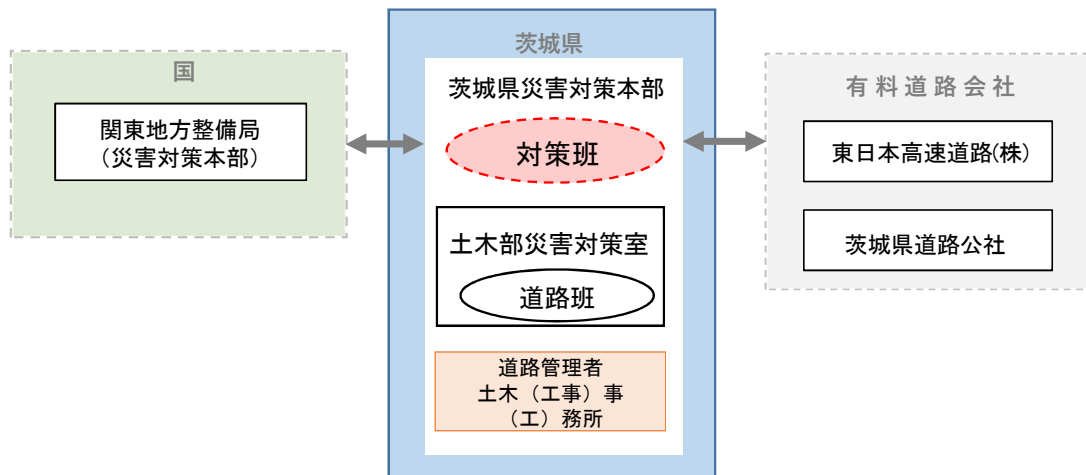 国
関東地方整備局
（災害対策本部）
茨城県
茨城県災害対策本部
対策班
土木部災害対策室
道路班
道路管理者
土木（工事）事
（工）務所
有料道路会社
東日本高速道路(株)
茨城県道路公社